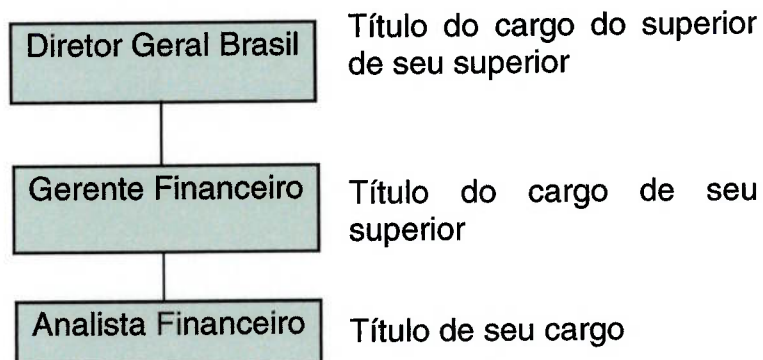 Diretor Geral Brasil
Título do cargo do superior
de seu superior
Gerente Financeiro
Título do cargo de seu
superior
Analista Financeiro
Título de seu cargo